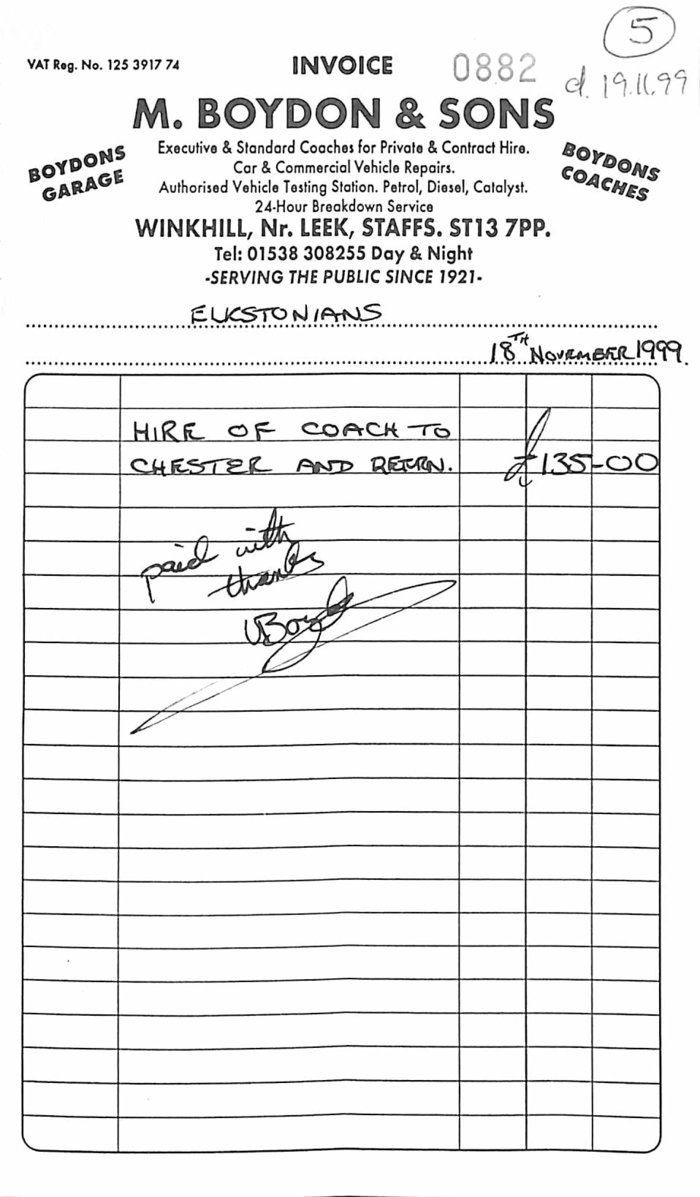 5
VAT Reg. No. 125 3917 74
INVOICE
0882
d. 19.11.99
M. BOYDON & SONS
BOYDONS
GARAGE
Executive & Standard Coaches for Private & Contract Hire.
Car & Commercial Vehicle Repairs.
Authorised Vehicle Testing Station. Petrol, Diesel, Catalyst.
24-Hour Breakdown Service
BOYDONS
COACHES
WINKHILL, Nr. LEEK, STAFFS. ST13 7PP.
Tel: 01538 308255 Day & Night
-SERVING THE PUBLIC SINCE 1921-
ELKSTONIANS
18TH NOVEMBER 1999.
HIRE OF COACH TO
CHESTER AND RETURN. £135-00
paid with
thanks